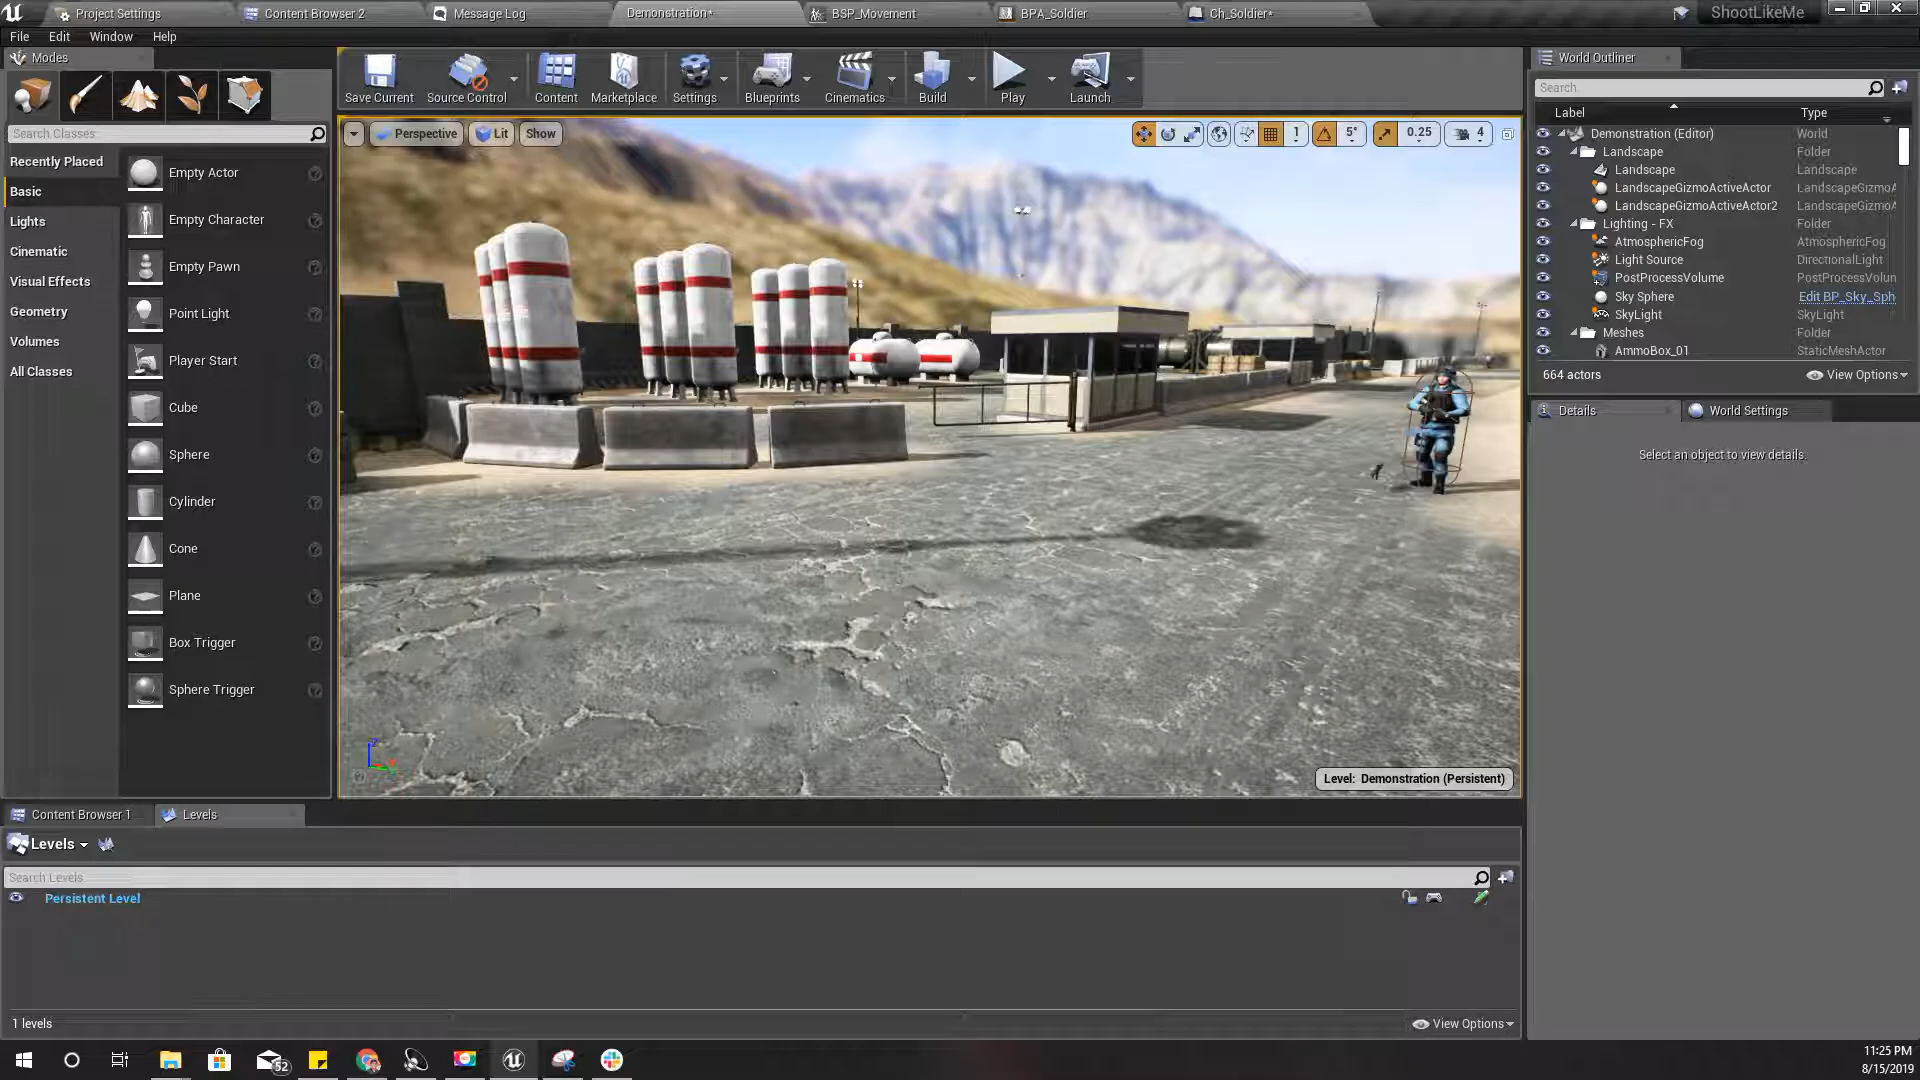 Project Settings
Content Browser 2
Message Log
Demonstration*
BSP_Movement
BPA_Soldier
Ch_Soldier*
ShootLikeMe
File Edit Window Help
Modes
Save Current
Source Control
Content
Marketplace
Settings
Blueprints
Cinematics
Build
Play
Launch
Search Classes
Recently Placed
Basic
Lights
Cinematic
Visual Effects
Geometry
Volumes
All Classes
Empty Actor
Empty Character
Empty Pawn
Point Light
Player Start
Cube
Sphere
Cylinder
Cone
Plane
Box Trigger
Sphere Trigger
Perspective Lit Show
1 5° 0.25 4
Level: Demonstration (Persistent)
World Outliner
Search
Label Type
Demonstration (Editor) World
Landscape Folder
Landscape Landscape
LandscapeGizmoActiveActor LandscapeGizmoA
LandscapeGizmoActiveActor2 LandscapeGizmoA
Lighting - FX Folder
AtmosphericFog AtmosphericFog
Light Source DirectionalLight
PostProcessVolume PostProcessVolun
Sky Sphere Edit BP_Sky_Sph
SkyLight SkyLight
Meshes Folder
AmmoBox_01 StaticMeshActor
664 actors View Options
Details
World Settings
Select an object to view details.
Content Browser 1
Levels
Levels
Search Levels
Persistent Level
1 levels
View Options
52
11:25 PM
8/15/2019